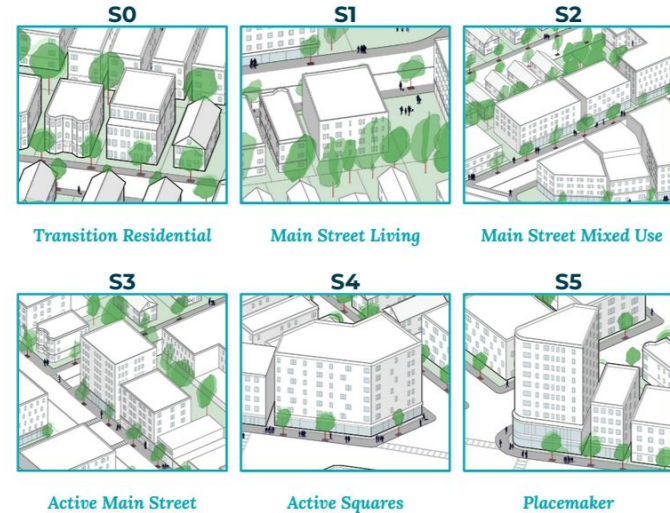 S0
S1
S2
Transition Residential
Main Street Living
Main Street Mixed Use
S3
S4
S5
Active Main Street
Active Squares
Placemaker